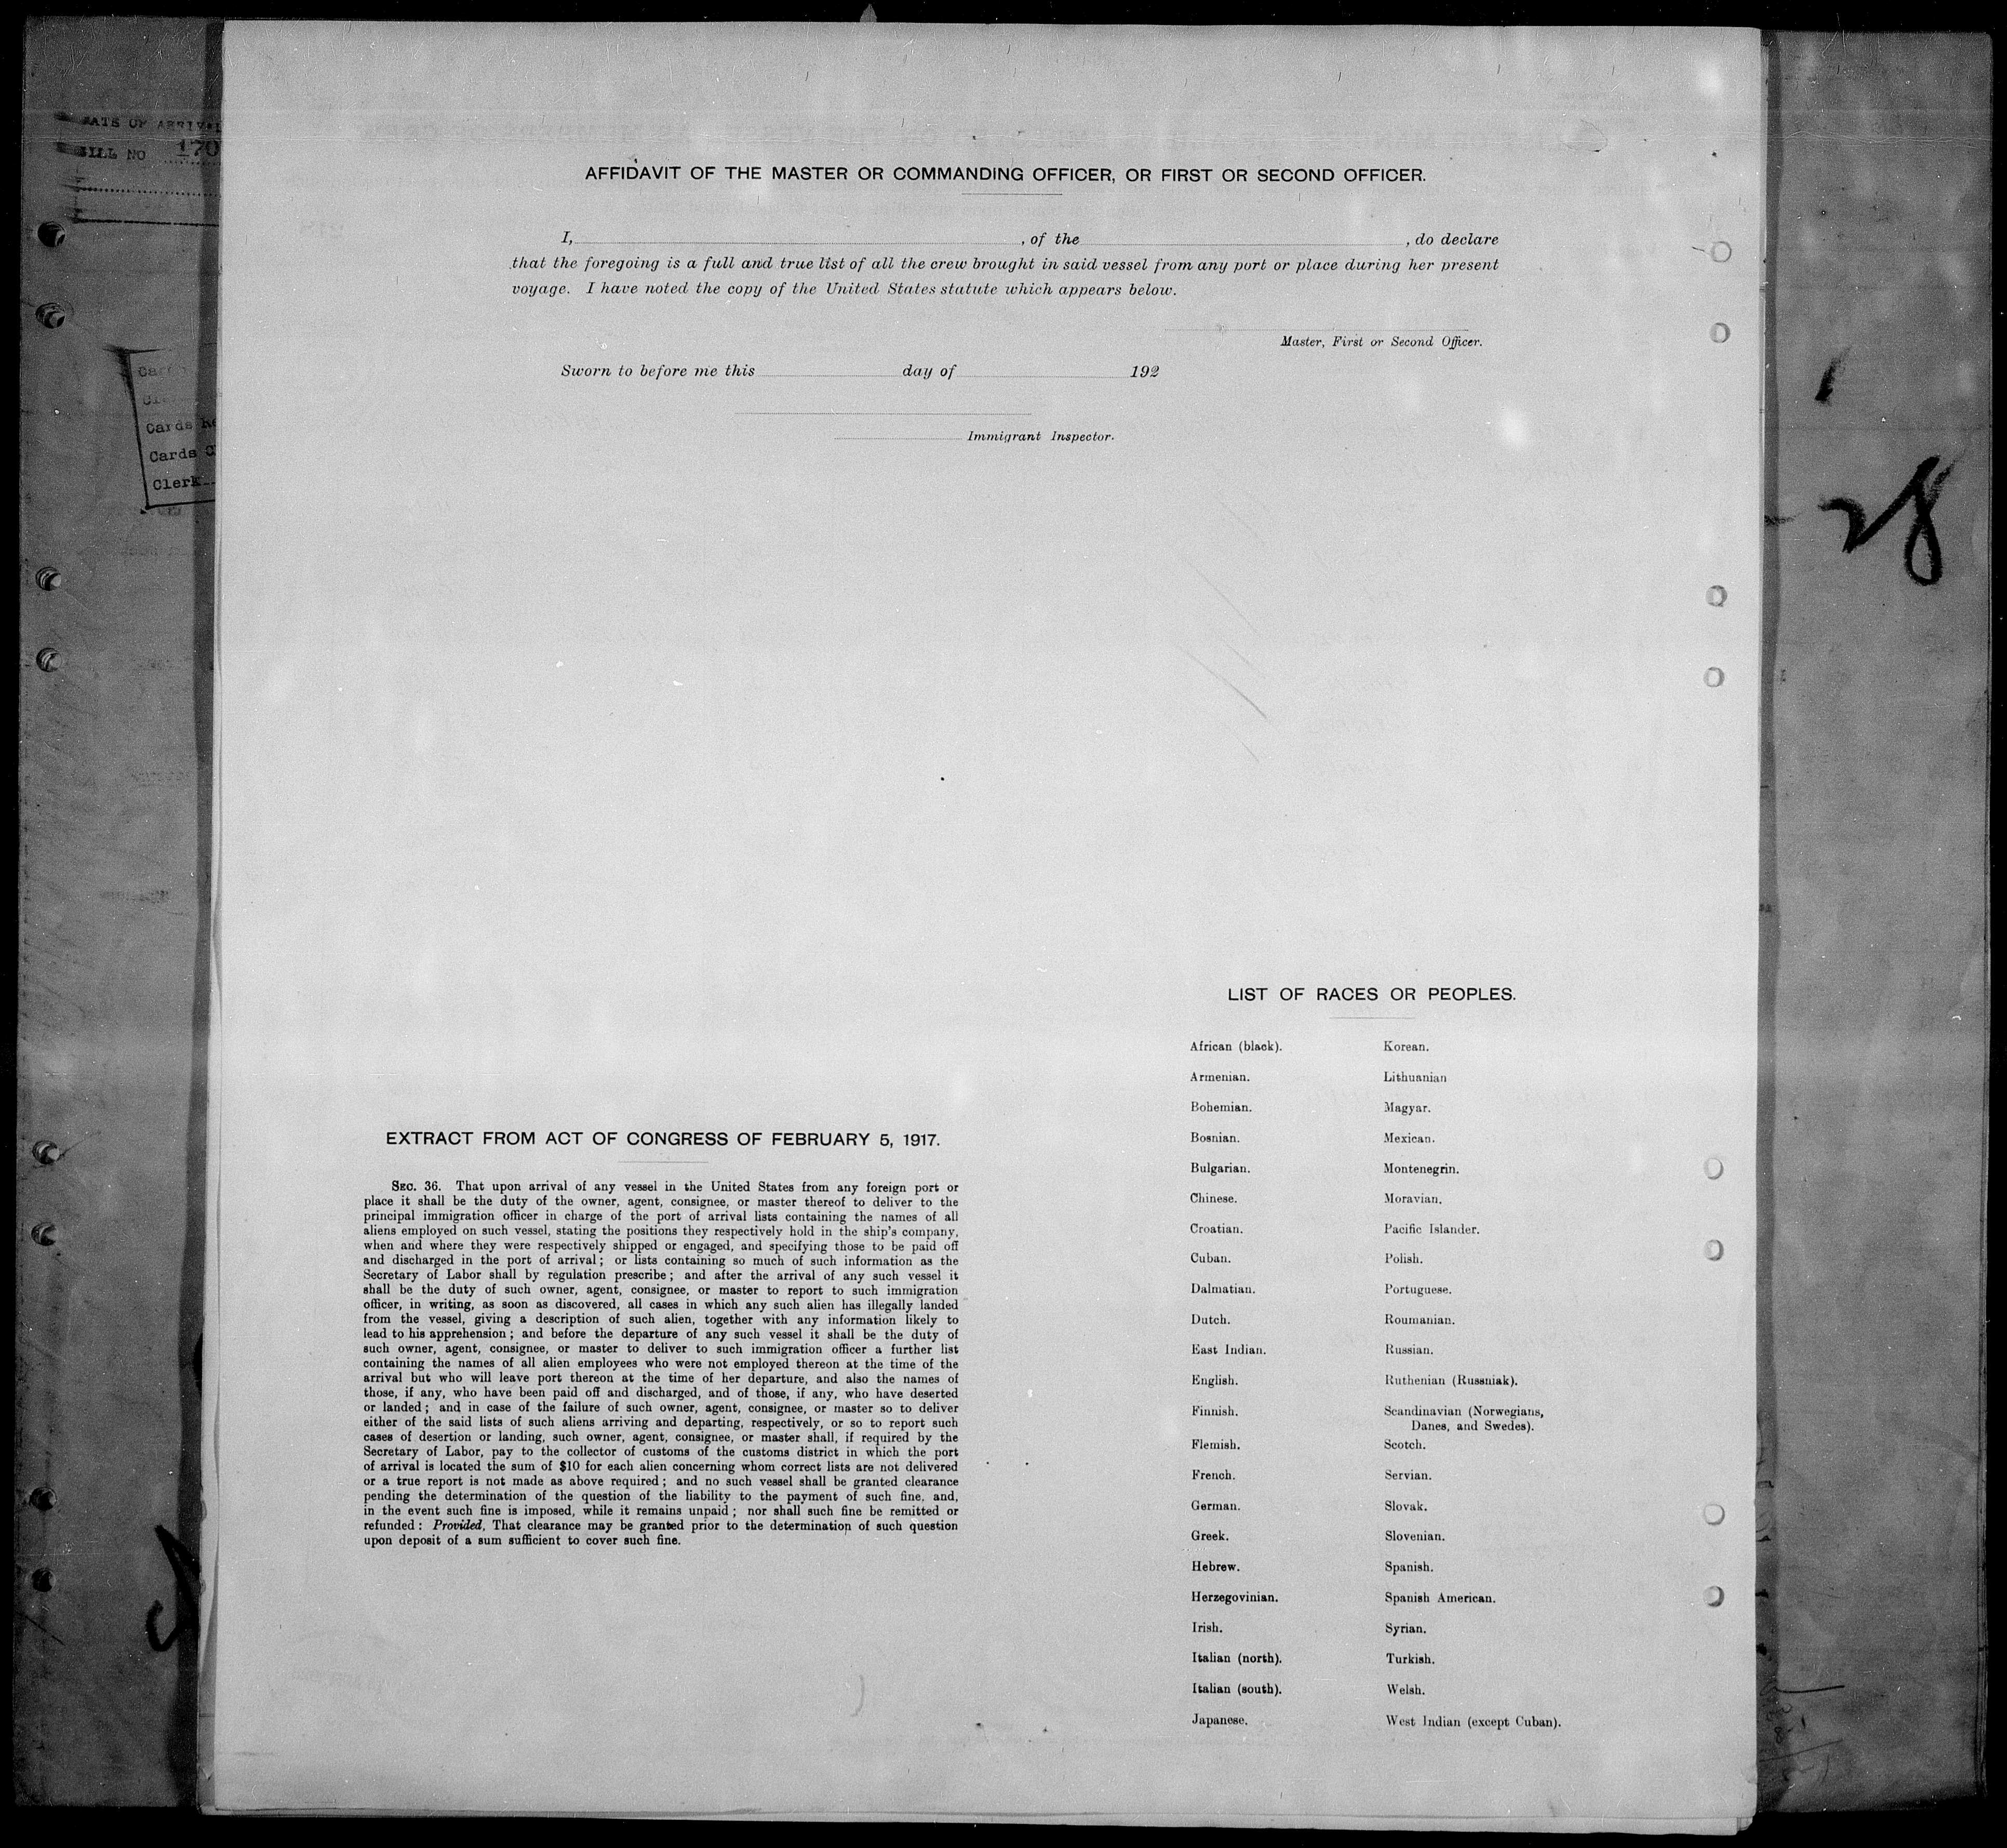 DATE OF ARRIVAL
BILL NO 170
Cards Re
Cards C
Clerk
28
AFFIDAVIT OF THE MASTER OR COMMANDING OFFICER, OR FIRST OR SECOND OFFICER.
I, , of the , do declare
that the foregoing is a full and true list of all the crew brought in said vessel from any port or place during her present
voyage. I have noted the copy of the United States statute which appears below.
Master, First or Second Officer.
Sworn to before me this day of 192
Immigrant Inspector.
EXTRACT FROM ACT OF CONGRESS OF FEBRUARY 5, 1917.
SEC. 36. That upon arrival of any vessel in the United States from any foreign port or
place it shall be the duty of the owner, agent, consignee, or master thereof to deliver to the
principal immigration officer in charge of the port of arrival lists containing the names of all
aliens employed on such vessel, stating the positions they respectively hold in the ship's company,
when and where they were respectively shipped or engaged, and specifying those to be paid off
and discharged in the port of arrival; or lists containing so much of such information as the
Secretary of Labor shall by regulation prescribe; and after the arrival of any such vessel it
shall be the duty of such owner, agent, consignee, or master to report to such immigration
officer, in writing, as soon as discovered, all cases in which any such alien has illegally landed
from the vessel, giving a description of such alien, together with any information likely to
lead to his apprehension; and before the departure of any such vessel it shall be the duty of
such owner, agent, consignee, or master to deliver to such immigration officer a further list
containing the names of all alien employees who were not employed thereon at the time of the
arrival but who will leave port thereon at the time of her departure, and also the names of
those, if any, who have been paid off and discharged, and of those, if any, who have deserted
or landed; and in case of the failure of such owner, agent, consignee, or master so to deliver
either of the said lists of such aliens arriving and departing, respectively, or so to report such
cases of desertion or landing, such owner, agent, consignee, or master shall, if required by the
Secretary of Labor, pay to the collector of customs of the customs district in which the port
of arrival is located the sum of $10 for each alien concerning whom correct lists are not delivered
or a true report is not made as above required; and no such vessel shall be granted clearance
pending the determination of the question of the liability to the payment of such fine, and,
in the event such fine is imposed, while it remains unpaid; nor shall such fine be remitted or
refunded: Provided, That clearance may be granted prior to the determination of such question
upon deposit of a sum sufficient to cover such fine.
LIST OF RACES OR PEOPLES.
African (black).
Armenian.
Bohemian.
Bosnian.
Bulgarian.
Chinese.
Croatian.
Cuban.
Dalmatian.
Dutch.
East Indian.
English.
Finnish.
Flemish.
French.
German.
Greek.
Hebrew.
Herzegovinian.
Irish.
Italian (north).
Italian (south).
Japanese.
Korean.
Lithuanian
Magyar.
Mexican.
Montenegrin.
Moravian.
Pacific Islander.
Polish.
Portuguese.
Roumanian.
Russian.
Ruthenian (Russniak).
Scandinavian (Norwegians,
Danes, and Swedes).
Scotch.
Servian.
Slovak.
Slovenian.
Spanish.
Spanish American.
Syrian.
Turkish.
Welsh.
West Indian (except Cuban).